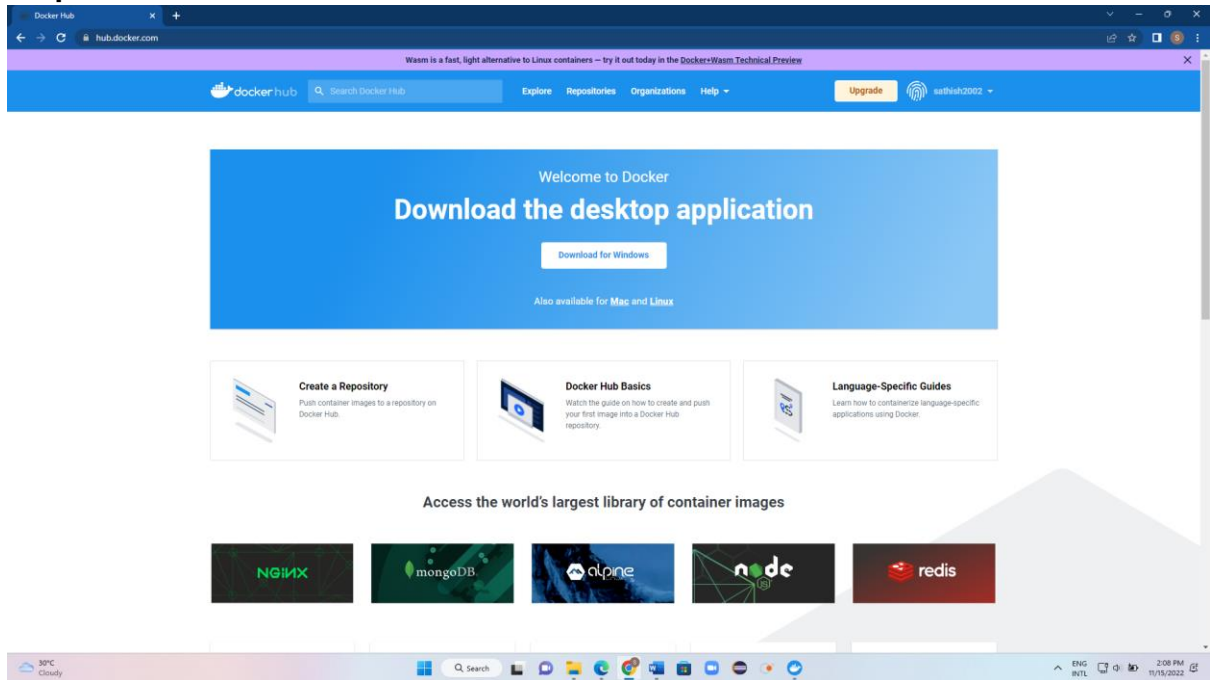 Docker Hub
hub.docker.com
Wasm is a fast, light alternative to Linux containers – try it out today in the Docker+Wasm Technical Preview
dockerhub Search Docker Hub Explore Repositories Organizations Help Upgrade sathish2002
Welcome to Docker
Download the desktop application
Download for Windows
Also available for Mac and Linux
Create a Repository
Push container images to a repository on
Docker Hub.
Docker Hub Basics
Watch the guide on how to create and push
your first image into a Docker Hub
repository.
Language-Specific Guides
Learn how to containerize language-specific
applications using Docker.
Access the world's largest library of container images
NGINX
mongoDB
alpine
node
JS
redis
30°C
Cloudy
Search
ENG
INTL
2:08 PM
11/15/2022